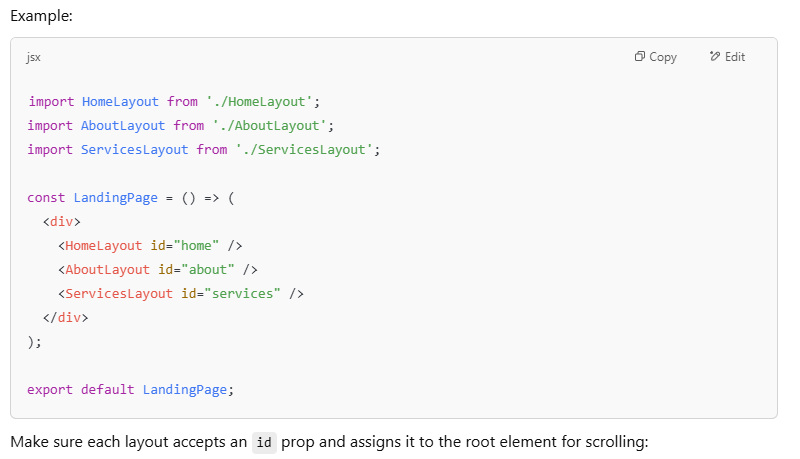 Example:
jsx
Copy
Edit
import HomeLayout from './HomeLayout';
import AboutLayout from './AboutLayout';
import ServicesLayout from './ServicesLayout';
const LandingPage = () => (
  <div>
    <HomeLayout id="home" />
    <AboutLayout id="about" />
    <ServicesLayout id="services" />
  </div>
);
export default LandingPage;
Make sure each layout accepts an id prop and assigns it to the root element for scrolling: